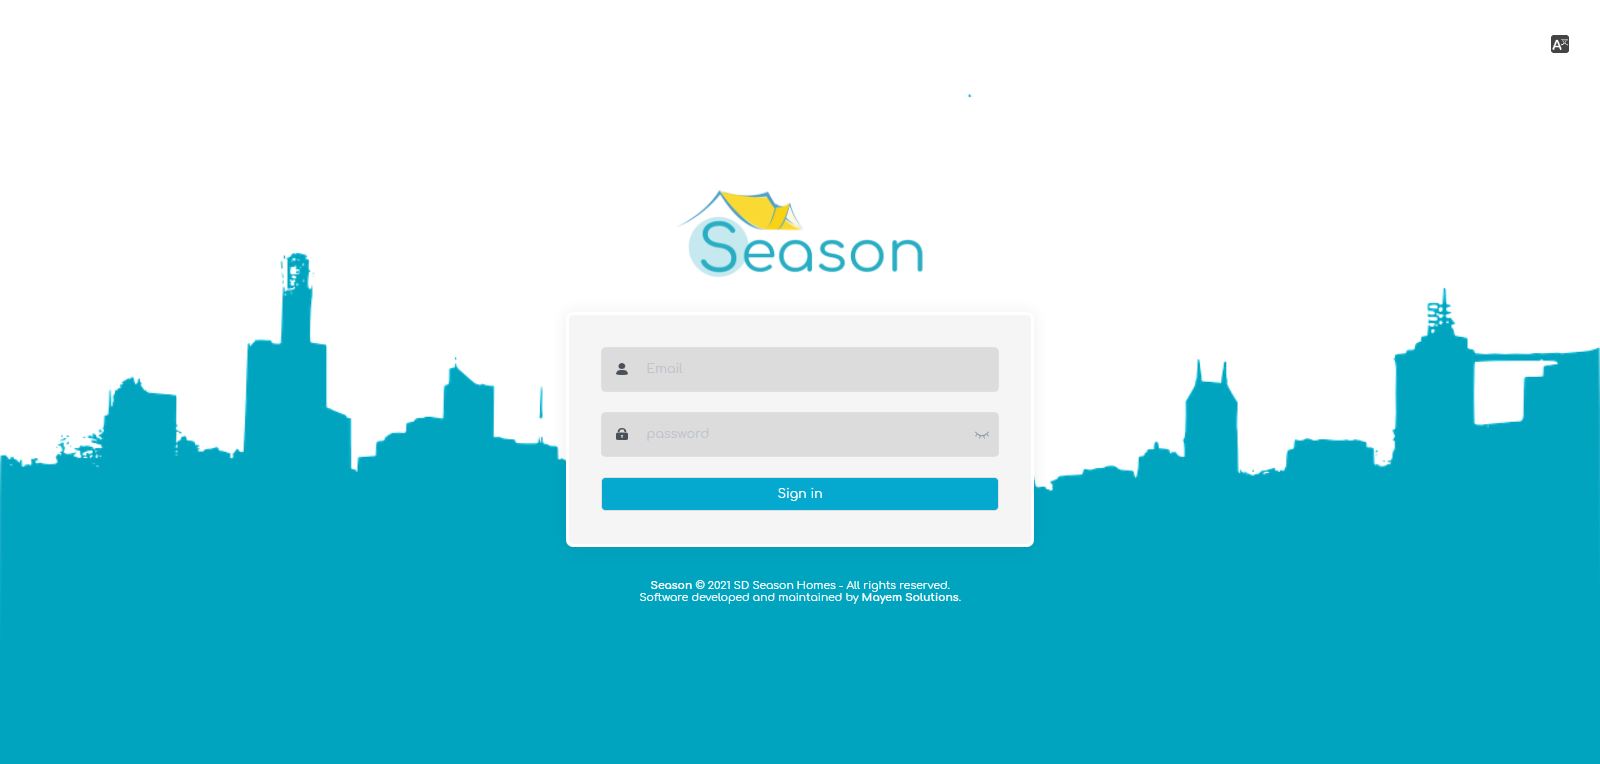 Season
Email
password
Sign in
Season © 2021 SD Season Homes - All rights reserved.
Software developed and maintained by Mayem Solutions.